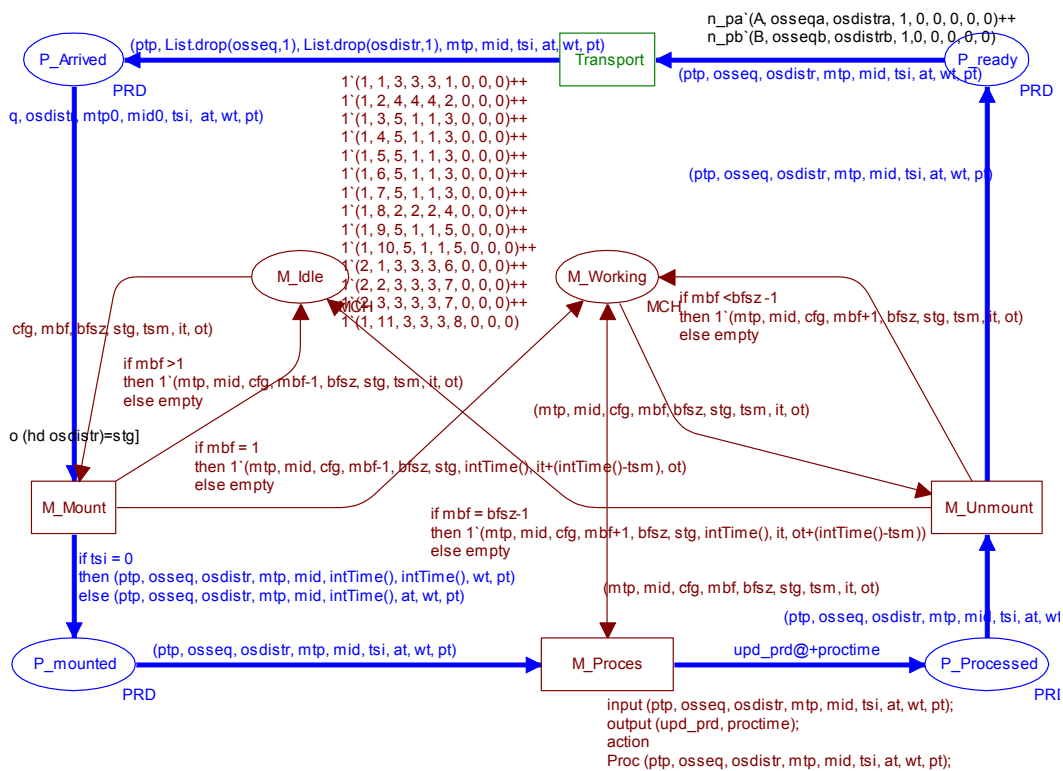 n_pa`(A, osseqa, osdistra, 1, 0, 0, 0, 0, 0)++
n_pb`(B, osseqb, osdistrb, 1,0, 0, 0, 0, 0)
(ptp, List.drop(osseq,1), List.drop(osdistr,1), mtp, mid, tsi, at, wt, pt)
P_Arrived
Transport
P_ready
(ptp, osseq, osdistr, mtp, mid, tsi, at, wt, pt)
PRD
PRD
q, osdistr, mtp0, mid0, tsi, at, wt, pt)
1`(1, 1, 3, 3, 3, 1, 0, 0, 0)++
1`(1, 2, 4, 4, 4, 2, 0, 0, 0)++
1`(1, 3, 5, 1, 1, 3, 0, 0, 0)++
1`(1, 4, 5, 1, 1, 3, 0, 0, 0)++
1`(1, 5, 5, 1, 1, 3, 0, 0, 0)++
1`(1, 6, 5, 1, 1, 3, 0, 0, 0)++
1`(1, 7, 5, 1, 1, 3, 0, 0, 0)++
1`(1, 8, 2, 2, 2, 4, 0, 0, 0)++
1`(1, 9, 5, 1, 1, 5, 0, 0, 0)++
1`(1, 10, 5, 1, 1, 5, 0, 0, 0)++
1`(2, 1, 3, 3, 3, 6, 0, 0, 0)++
1`(2, 2, 3, 3, 3, 7, 0, 0, 0)++
1`(2, 3, 3, 3, 3, 7, 0, 0, 0)++
1`(1, 11, 3, 3, 3, 8, 0, 0, 0)
(ptp, osseq, osdistr, mtp, mid, tsi, at, wt, pt)
M_Idle
MCH
M_Working
MCH
if mbf <bfsz -1
then 1`(mtp, mid, cfg, mbf+1, bfsz, stg, tsm, it, ot)
else empty
cfg, mbf, bfsz, stg, tsm, it, ot)
if mbf >1
then 1`(mtp, mid, cfg, mbf-1, bfsz, stg, tsm, it, ot)
else empty
(mtp, mid, cfg, mbf, bfsz, stg, tsm, it, ot)
o (hd osdistr)=stg]
if mbf = 1
then 1`(mtp, mid, cfg, mbf-1, bfsz, stg, intTime(), it+(intTime()-tsm), ot)
else empty
M_Mount
M_Unmount
if mbf = bfsz-1
then 1`(mtp, mid, cfg, mbf+1, bfsz, stg, intTime(), it, ot+(intTime()-tsm))
else empty
if tsi = 0
then (ptp, osseq, osdistr, mtp, mid, intTime(), intTime(), wt, pt)
else (ptp, osseq, osdistr, mtp, mid, intTime(), at, wt, pt)
(mtp, mid, cfg, mbf, bfsz, stg, tsm, it, ot)
(ptp, osseq, osdistr, mtp, mid, tsi, at, wt
P_mounted
(ptp, osseq, osdistr, mtp, mid, tsi, at, wt, pt)
M_Proces
upd_prd@+proctime
P_Processed
PRD
PRD
input (ptp, osseq, osdistr, mtp, mid, tsi, at, wt, pt);
output (upd_prd, proctime);
action
Proc (ptp, osseq, osdistr, mtp, mid, tsi, at, wt, pt);